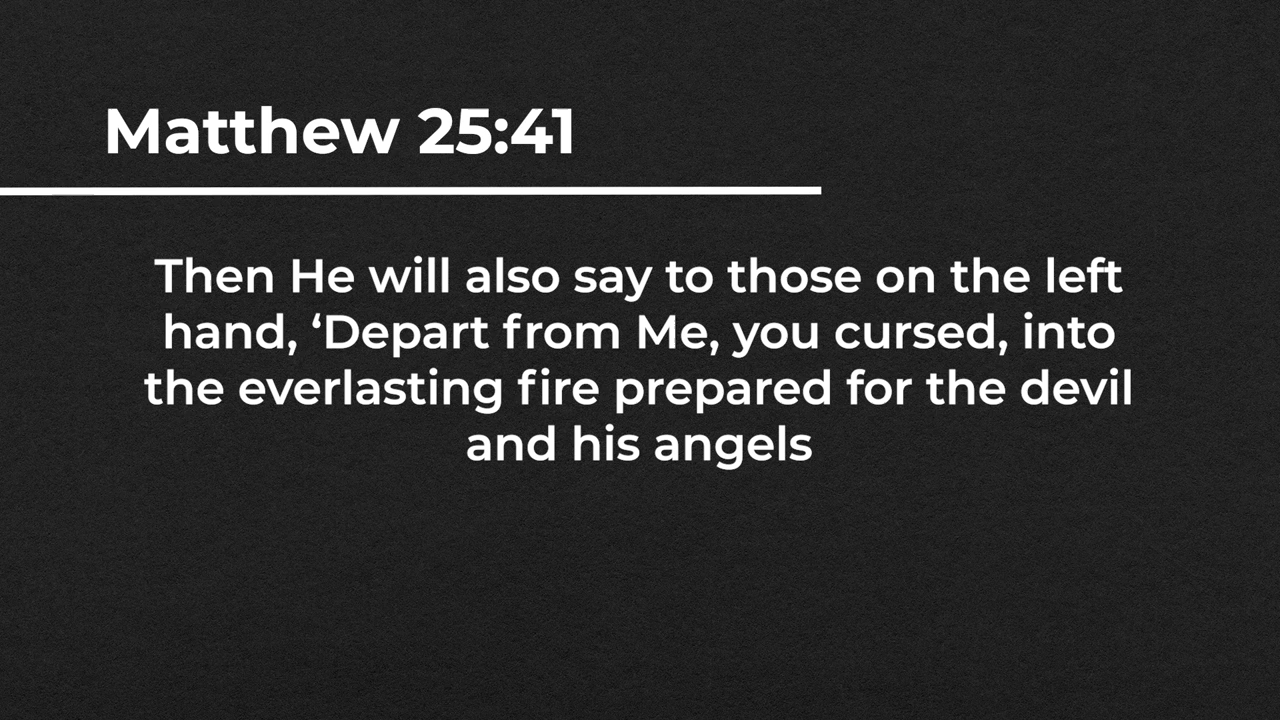 Matthew 25:41
Then He will also say to those on the left
hand, ‘Depart from Me, you cursed, into
the everlasting fire prepared for the devil
and his angels